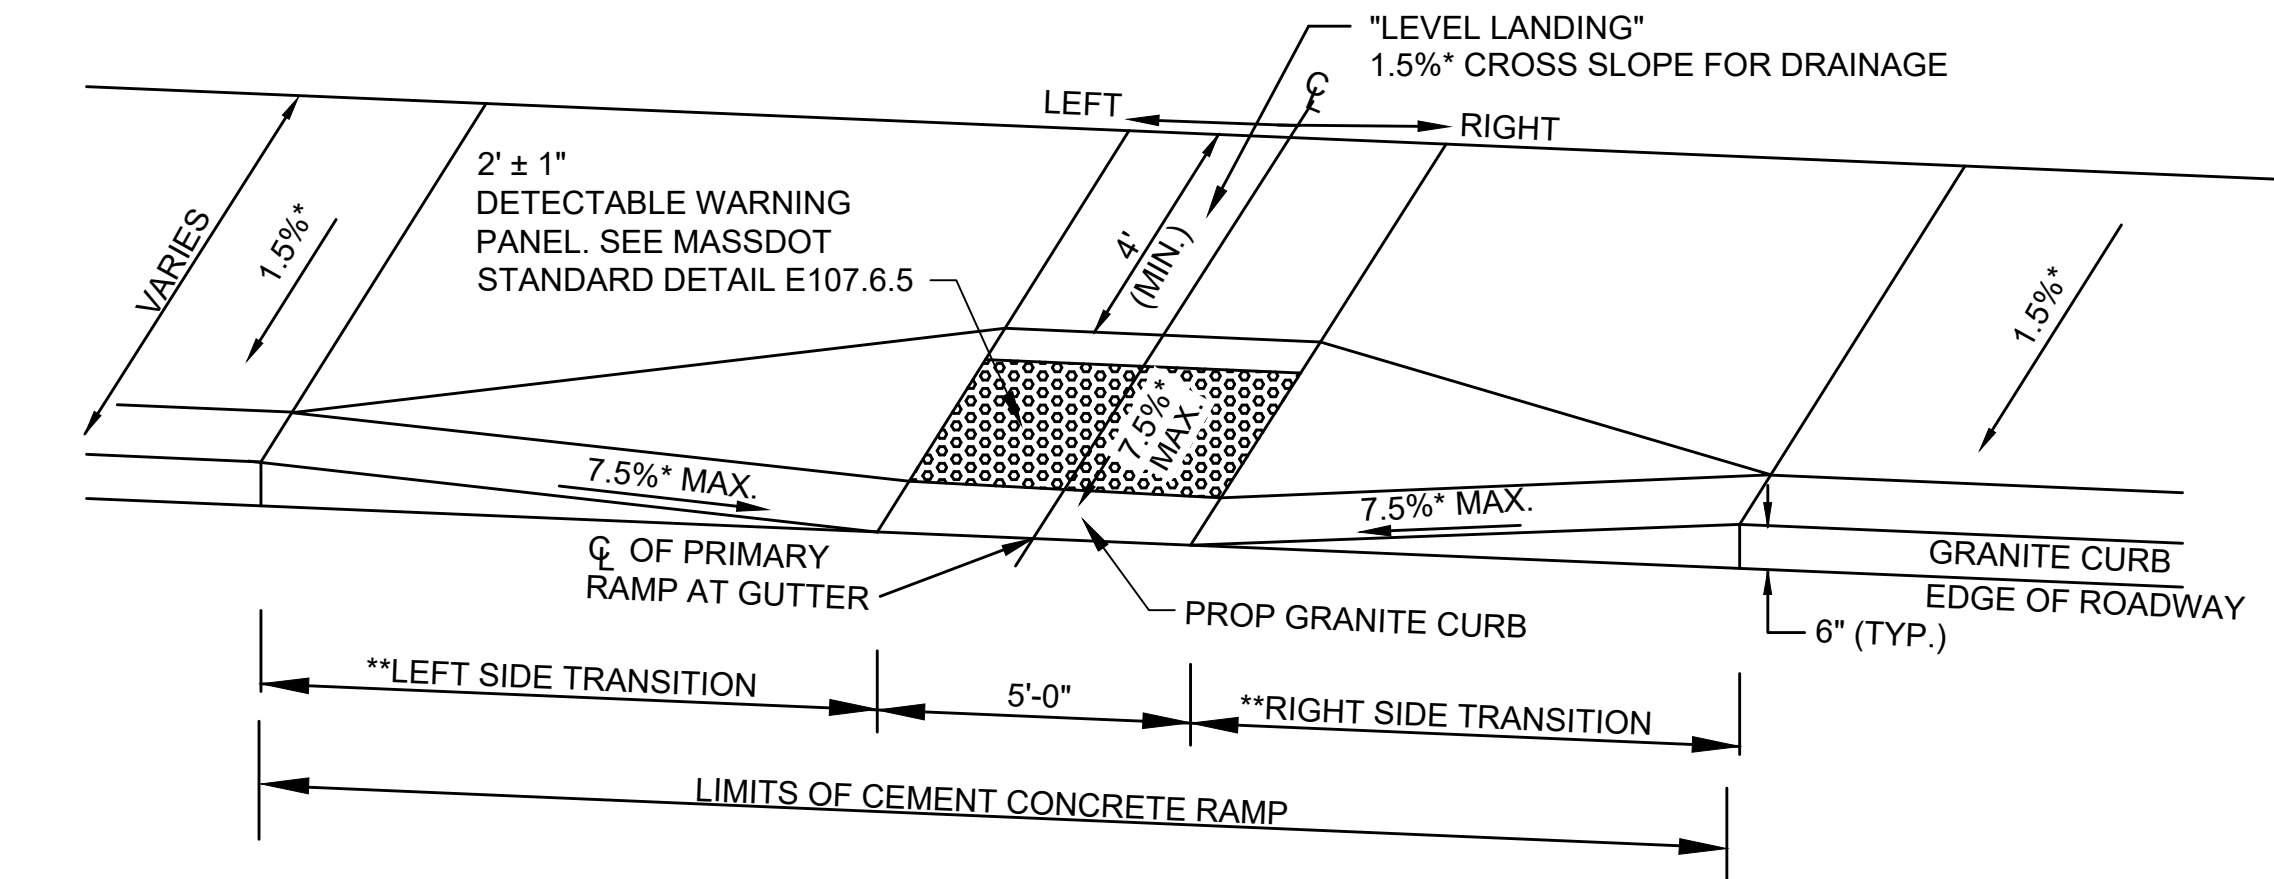 "LEVEL LANDING"
1.5%* CROSS SLOPE FOR DRAINAGE
℄
LEFT
RIGHT
2' ± 1"
DETECTABLE WARNING
PANEL. SEE MASSDOT
STANDARD DETAIL E107.6.5
VARIES
1.5%*
4'
(MIN.)
1.5%*
7.5%*
MAX.
7.5%* MAX.
7.5%* MAX.
℄ OF PRIMARY
RAMP AT GUTTER
PROP GRANITE CURB
GRANITE CURB
EDGE OF ROADWAY
6" (TYP.)
**LEFT SIDE TRANSITION
5'-0"
**RIGHT SIDE TRANSITION
LIMITS OF CEMENT CONCRETE RAMP